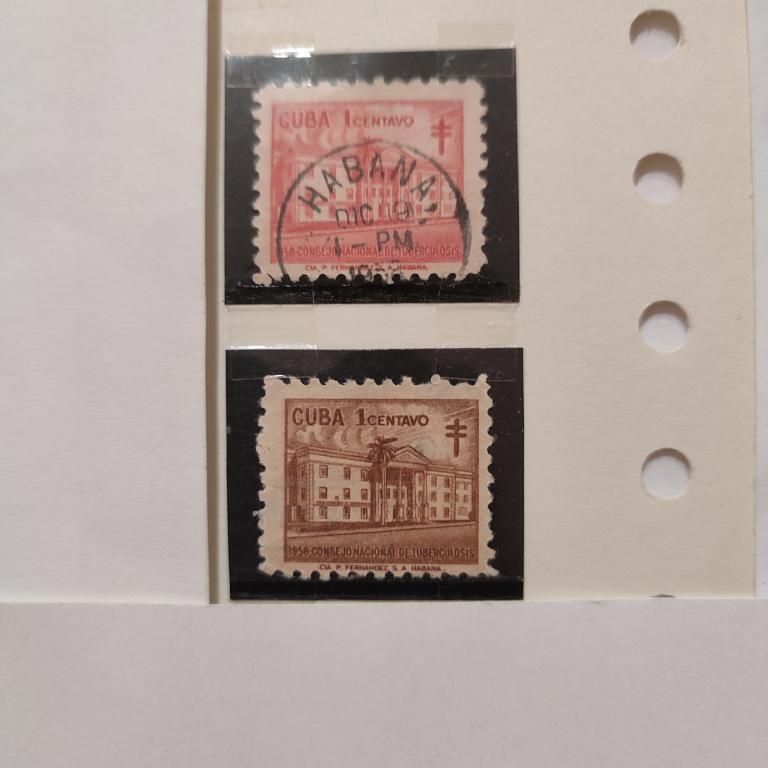 CUBA 1 CENTAVO
HABANA
DIC 19
1 - PM
1958-CONSEJO NACIONAL DE TUBERCULOSIS
CIA. P. FERNANDEZ, S. A. HABANA.
CUBA 1 CENTAVO
1958-CONSEJO NACIONAL DE TUBERCULOSIS
CIA. P. FERNANDEZ, S. A. HABANA.